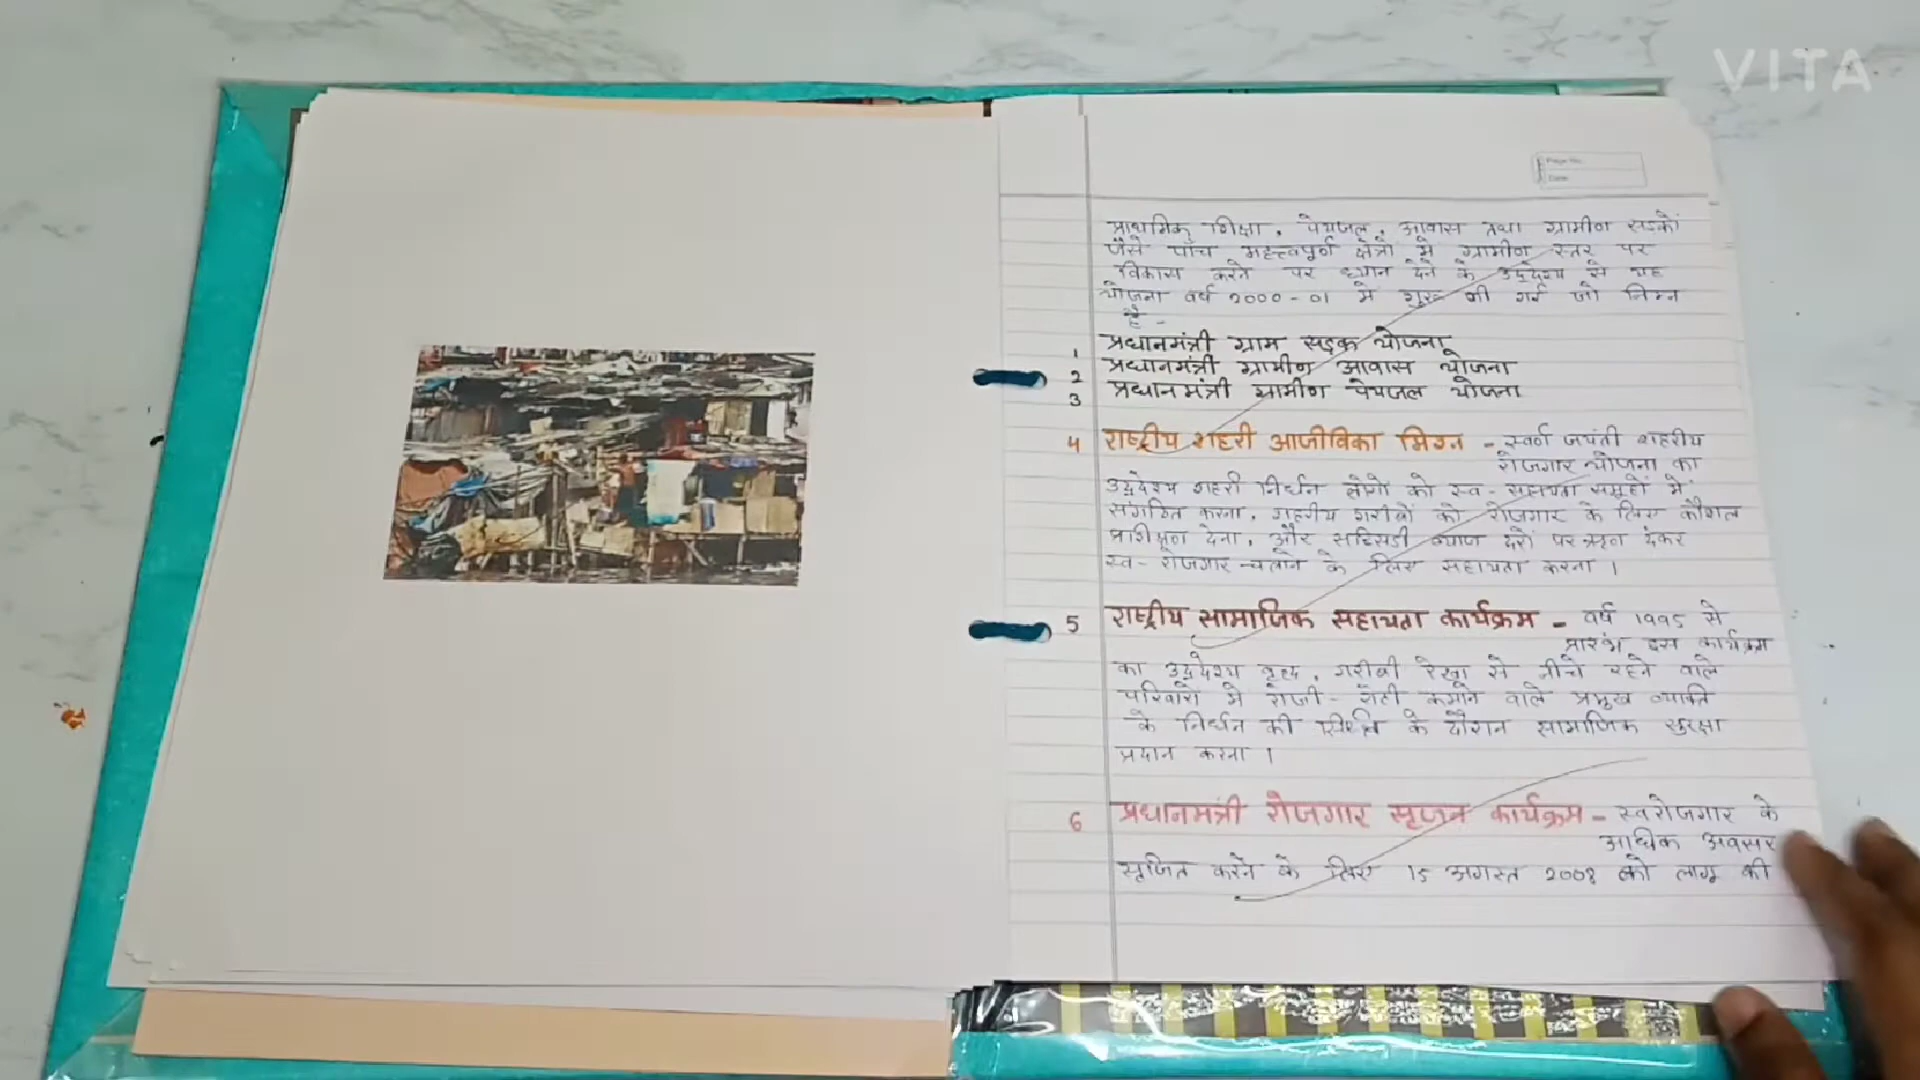 VITA
Page No.
Date
प्राथमिक शिक्षा, पेयजल, आवास तथा ग्रामीण सड़कों
जैसे पाँच महत्वपूर्ण क्षेत्रों में ग्रामीण स्तर पर
विकास करने पर ध्यान देने के उद्देश्य से यह
योजना वर्ष 2000-01 में शुरू की गई जो निम्न
है -
1 प्रधानमंत्री ग्राम सड़क योजना
2 प्रधानमंत्री ग्रामीण आवास योजना
3 प्रधानमंत्री ग्रामीण पेयजल योजना
4 राष्ट्रीय शहरी आजीविका मिशन - स्वर्ण जयंती शहरीय
रोजगार योजना का
उद्देश्य शहरी निर्धन लोगो को स्व-सहायता समूहों में
संगठित करना, शहरीय गरीबों को रोजगार के लिए कौशल
प्रशिक्षण देना, और सब्सिडी ब्याज दरों पर ऋण देकर
स्व-रोजगार चलाने के लिए सहायता करना।
5 राष्ट्रीय सामाजिक सहायता कार्यक्रम - वर्ष 1995 से
प्रारंभ इस कार्यक्रम
का उद्देश्य वृद्ध, गरीबी रेखा से नीचे रहने वाले
परिवारो में रोजी-रोटी कमाने वाले प्रमुख व्यक्ति
के निर्धन की स्थिति के दौरान सामाजिक सुरक्षा
प्रदान करना।
6 प्रधानमंत्री रोजगार सृजन कार्यक्रम - स्वरोजगार के
अधिक अवसर
सृजित करने के लिए 15 अगस्त 2008 को लागू की